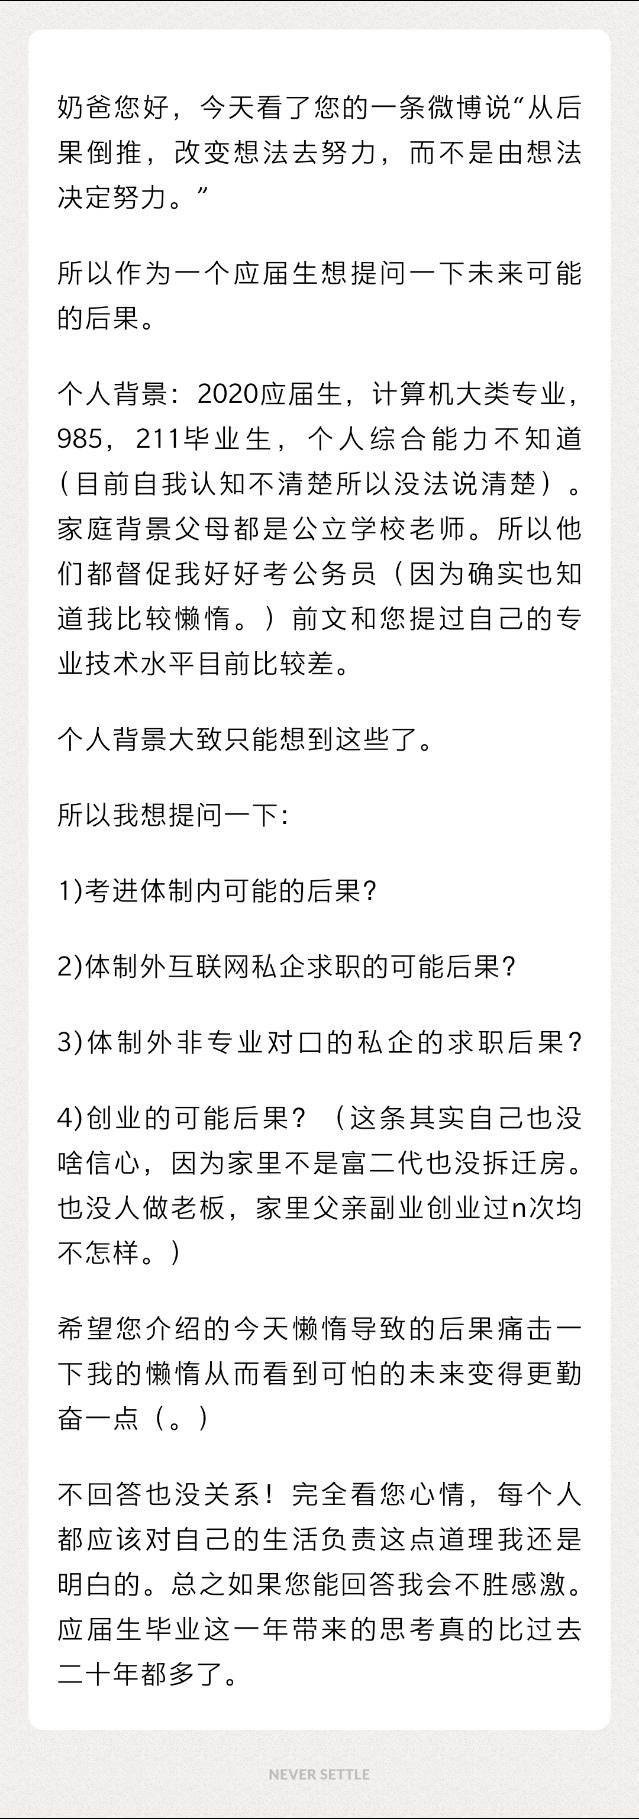 奶爸您好，今天看了您的一条微博说“从后
果倒推，改变想法去努力，而不是由想法
决定努力。”
所以作为一个应届生想提问一下未来可能
的后果。
个人背景：2020应届生，计算机大类专业，
985，211毕业生，个人综合能力不知道
（目前自我认知不清楚所以没法说清楚）。
家庭背景父母都是公立学校老师。所以他
们都督促我好好考公务员（因为确实也知
道我比较懒惰。）前文和您提过自己的专
业技术水平目前比较差。
个人背景大致只能想到这些了。
所以我想提问一下：
1)考进体制内可能的后果？
2)体制外互联网私企求职的可能后果？
3)体制外非专业对口的私企的求职后果？
4)创业的可能后果？（这条其实自己也没
啥信心，因为家里不是富二代也没拆迁房。
也没人做老板，家里父亲副业创业过n次均
不怎样。）
希望您介绍的今天懒惰导致的后果痛击一
下我的懒惰从而看到可怕的未来变得更勤
奋一点（。）
不回答也没关系！完全看您心情，每个人
都应该对自己的生活负责这点道理我还是
明白的。总之如果您能回答我会不胜感激。
应届生毕业这一年带来的思考真的比过去
二十年都多了。
NEVER SETTLE